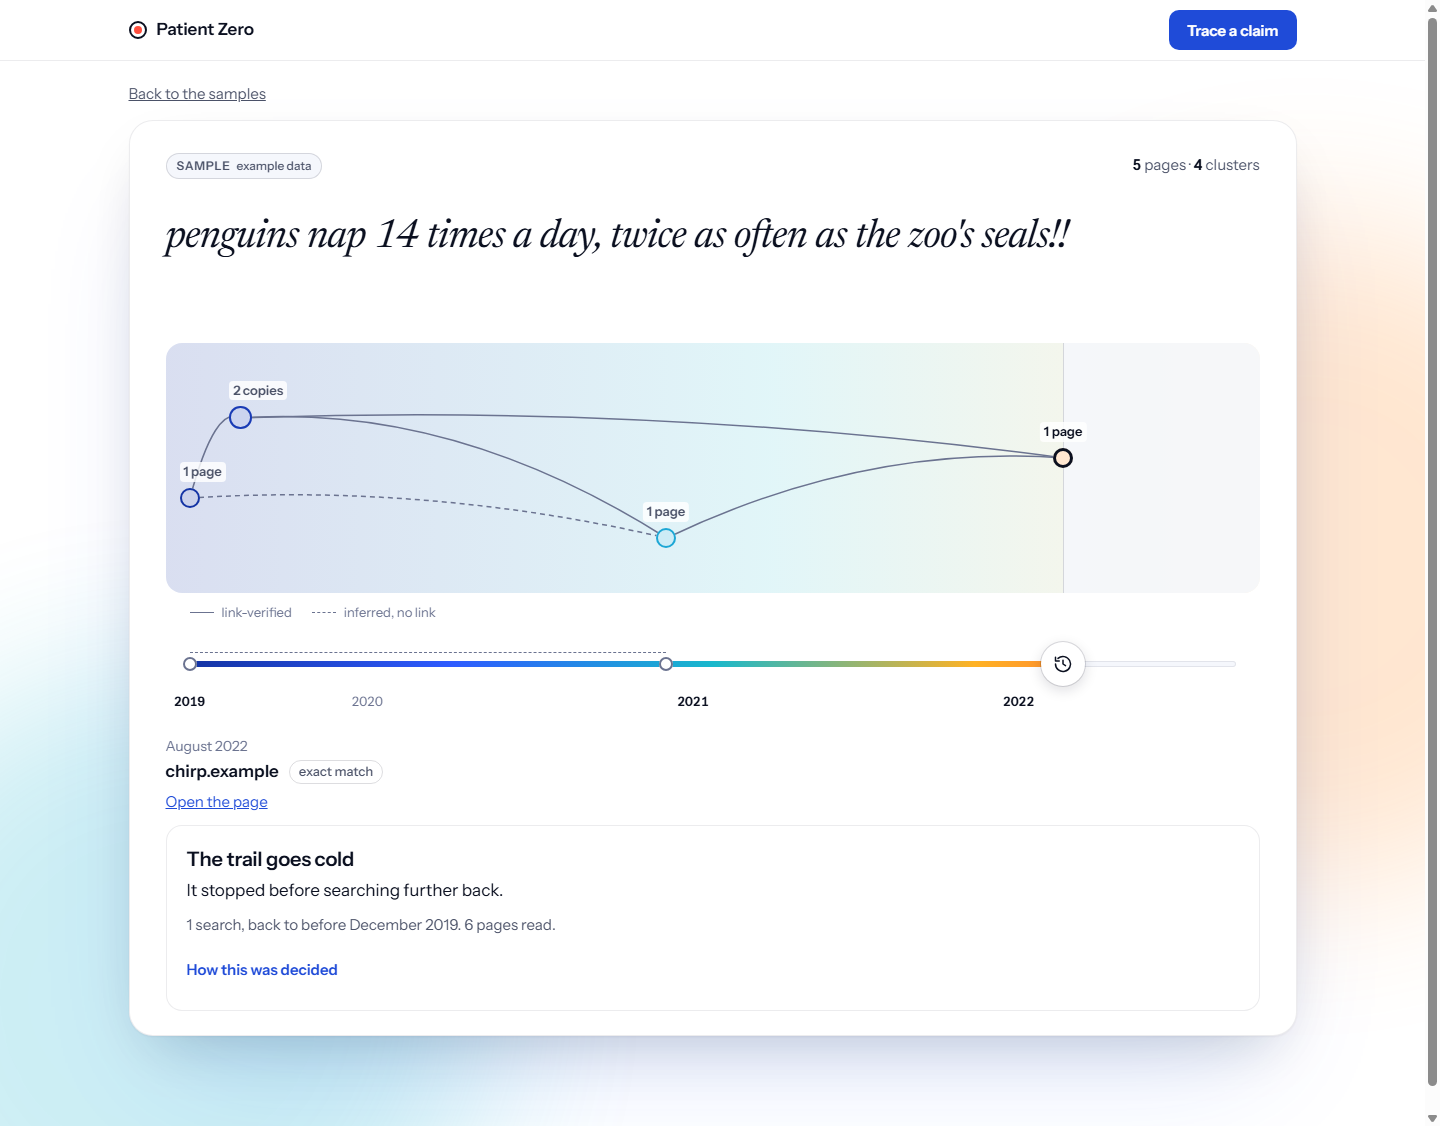 Patient Zero
Trace a claim
Back to the samples
SAMPLE example data
5 pages · 4 clusters
penguins nap 14 times a day, twice as often as the zoo's seals!!
2 copies
1 page
1 page
1 page
link-verified
inferred, no link
2019
2020
2021
2022
August 2022
chirp.example
exact match
Open the page
The trail goes cold
It stopped before searching further back.
1 search, back to before December 2019. 6 pages read.
How this was decided